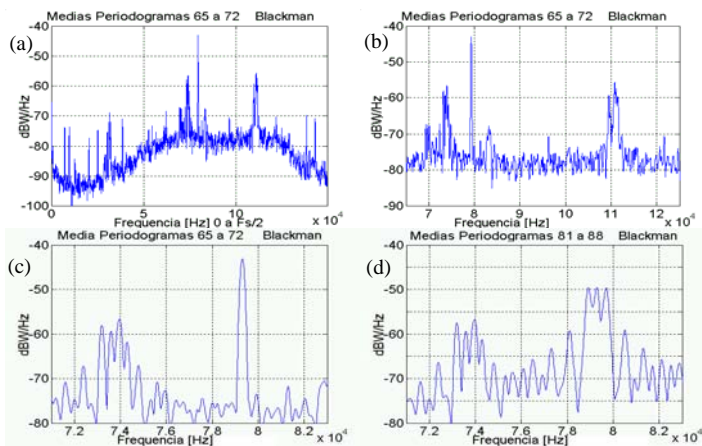 (a)
Medias Periodogramas 65 a 72 Blackman
-40
-50
-60
-70
-80
-90
-100
dBW/Hz
0 5 10 15
Frequencia [Hz] 0 a Fs/2
x 10^4
(b)
Medias Periodogramas 65 a 72 Blackman
-40
-50
-60
-70
-80
-90
dBW/Hz
7 8 9 10 11 12
Frequencia [Hz]
x 10^4
(c)
Media Periodogramas 65 a 72 Blackman
-40
-50
-60
-70
-80
dBW/Hz
7.2 7.4 7.6 7.8 8 8.2
Frequencia [Hz]
x 10^4
(d)
Medias Periodogramas 81 a 88 Blackman
-40
-50
-60
-70
-80
dBW/Hz
7.2 7.4 7.6 7.8 8 8.2
Frequencia [Hz]
x 10^4